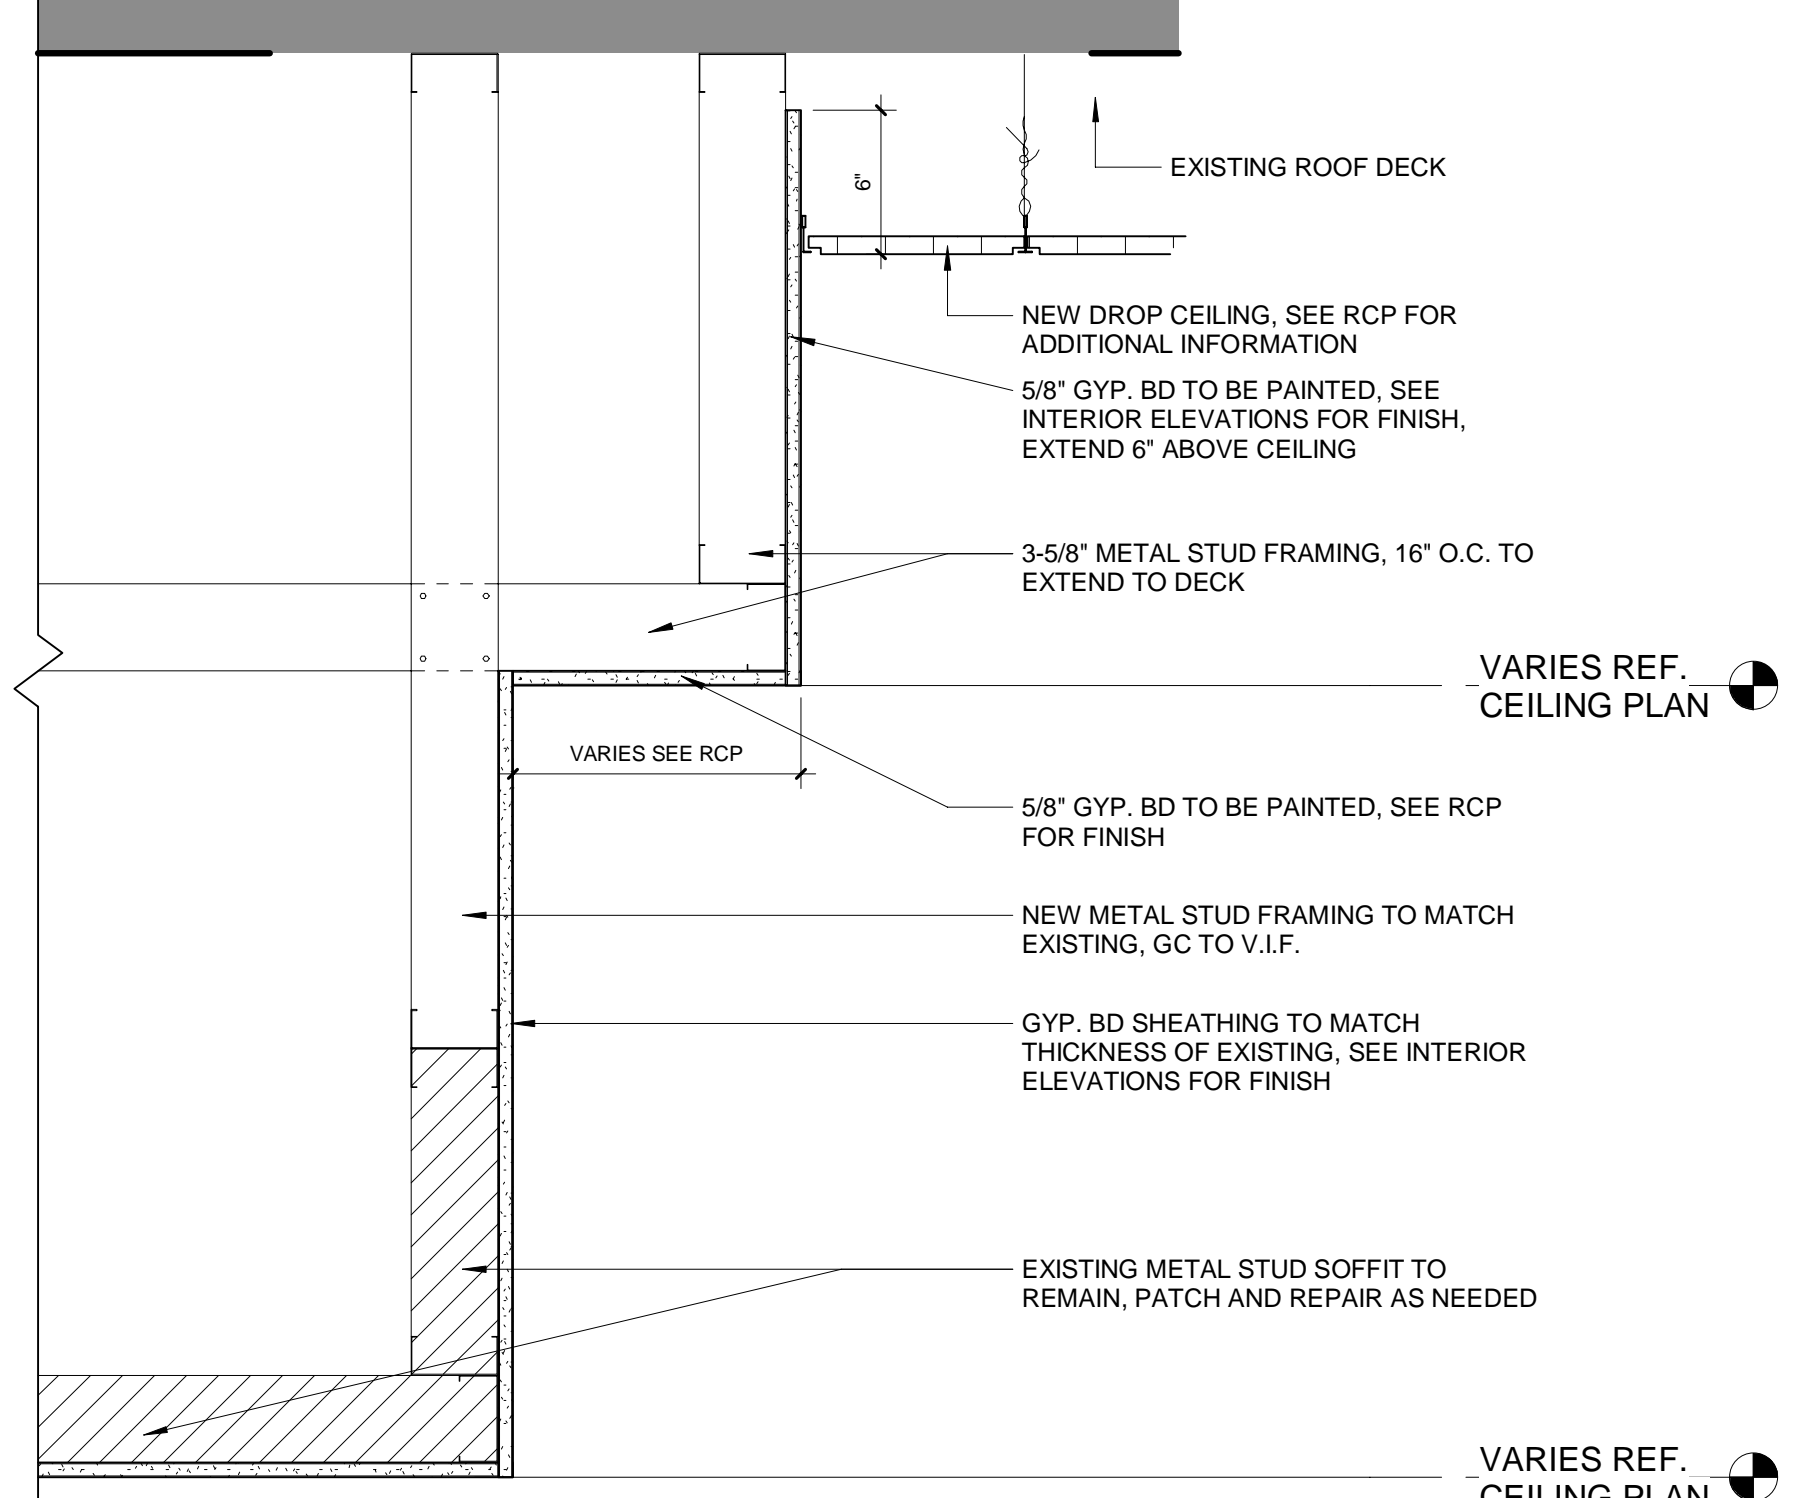 EXISTING ROOF DECK
6"
NEW DROP CEILING, SEE RCP FOR
ADDITIONAL INFORMATION
5/8" GYP. BD TO BE PAINTED, SEE
INTERIOR ELEVATIONS FOR FINISH,
EXTEND 6" ABOVE CEILING
3-5/8" METAL STUD FRAMING, 16" O.C. TO
EXTEND TO DECK
VARIES REF.
CEILING PLAN
VARIES SEE RCP
5/8" GYP. BD TO BE PAINTED, SEE RCP
FOR FINISH
NEW METAL STUD FRAMING TO MATCH
EXISTING, GC TO V.I.F.
GYP. BD SHEATHING TO MATCH
THICKNESS OF EXISTING, SEE INTERIOR
ELEVATIONS FOR FINISH
EXISTING METAL STUD SOFFIT TO
REMAIN, PATCH AND REPAIR AS NEEDED
VARIES REF.
CEILING PLAN